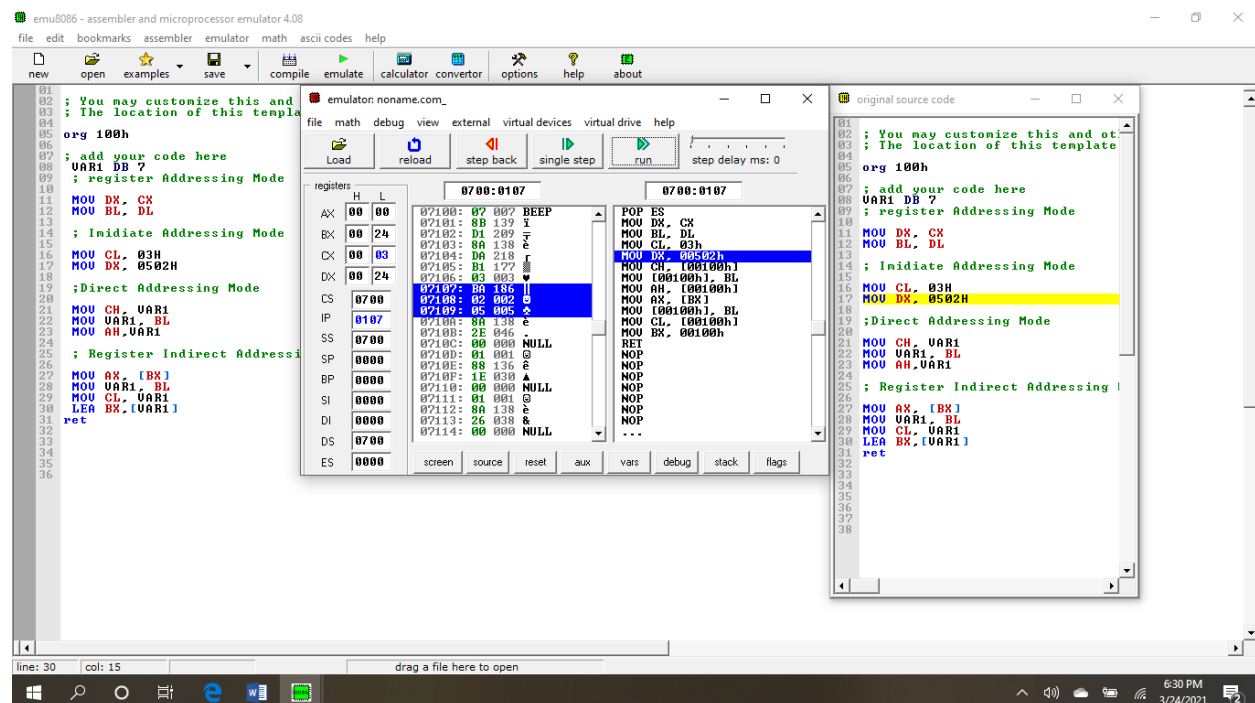 emu8086 - assembler and microprocessor emulator 4.08
file edit bookmarks assembler emulator math ascii codes help
new open examples save compile emulate calculator convertor options help about
01
02 ; You may customize this and
03 ; The location of this templa
04
05 org 100h
06
07 ; add your code here
08 VAR1 DB 7
09 ; register Addressing Mode
10
11 MOV DX, CX
12 MOV BL, DL
13
14 ; Imidiate Addressing Mode
15
16 MOV CL, 03H
17 MOV DX, 0502H
18
19 ;Direct Addressing Mode
20
21 MOV CH, VAR1
22 MOV VAR1, BL
23 MOV AH,VAR1
24
25 ; Register Indirect Addressi
26
27 MOV AX, [BX]
28 MOV VAR1, BL
29 MOV CL, VAR1
30 LEA BX,[VAR1]
31 ret
32
33
34
35
36
emulator: noname.com_
file math debug view external virtual devices virtual drive help
Load reload step back single step run step delay ms: 0
registers
H L
AX 00 00
BX 00 24
CX 00 03
DX 00 24
CS 0700
IP 0107
SS 0700
SP 0000
BP 0000
SI 0000
DI 0000
DS 0700
ES 0000
0700:0107 0700:0107
07100: 07 007 BEEP
07101: 8B 139 ï
07102: D1 209 ╤
07103: 8A 138 è
07104: DA 218 ┌
07105: B1 177 ▒
07106: 03 003 ♥
07107: BA 186 ║
07108: 02 002 ☻
07109: 05 005 ♣
0710A: 8A 138 è
0710B: 2E 046 .
0710C: 00 000 NULL
0710D: 01 001 ☺
0710E: 88 136 ê
0710F: 1E 030 ▲
07110: 00 000 NULL
07111: 01 001 ☺
07112: 8A 138 è
07113: 26 038 &
07114: 00 000 NULL
POP ES
MOV DX, CX
MOV BL, DL
MOV CL, 03h
MOV DX, 00502h
MOV CH, [00100h]
MOV [00100h], BL
MOV AH, [00100h]
MOV AX, [BX]
MOV [00100h], BL
MOV CL, [00100h]
MOV BX, 00100h
RET
NOP
NOP
NOP
NOP
NOP
NOP
NOP
...
screen source reset aux vars debug stack flags
original source code
01
02 ; You may customize this and ot
03 ; The location of this template
04
05 org 100h
06
07 ; add your code here
08 VAR1 DB 7
09 ; register Addressing Mode
10
11 MOV DX, CX
12 MOV BL, DL
13
14 ; Imidiate Addressing Mode
15
16 MOV CL, 03H
17 MOV DX, 0502H
18
19 ;Direct Addressing Mode
20
21 MOV CH, VAR1
22 MOV VAR1, BL
23 MOV AH,VAR1
24
25 ; Register Indirect Addressing
26
27 MOV AX, [BX]
28 MOV VAR1, BL
29 MOV CL, VAR1
30 LEA BX,[VAR1]
31 ret
32
33
34
35
36
37
38
line: 30 col: 15 drag a file here to open
6:30 PM
3/24/2021
2